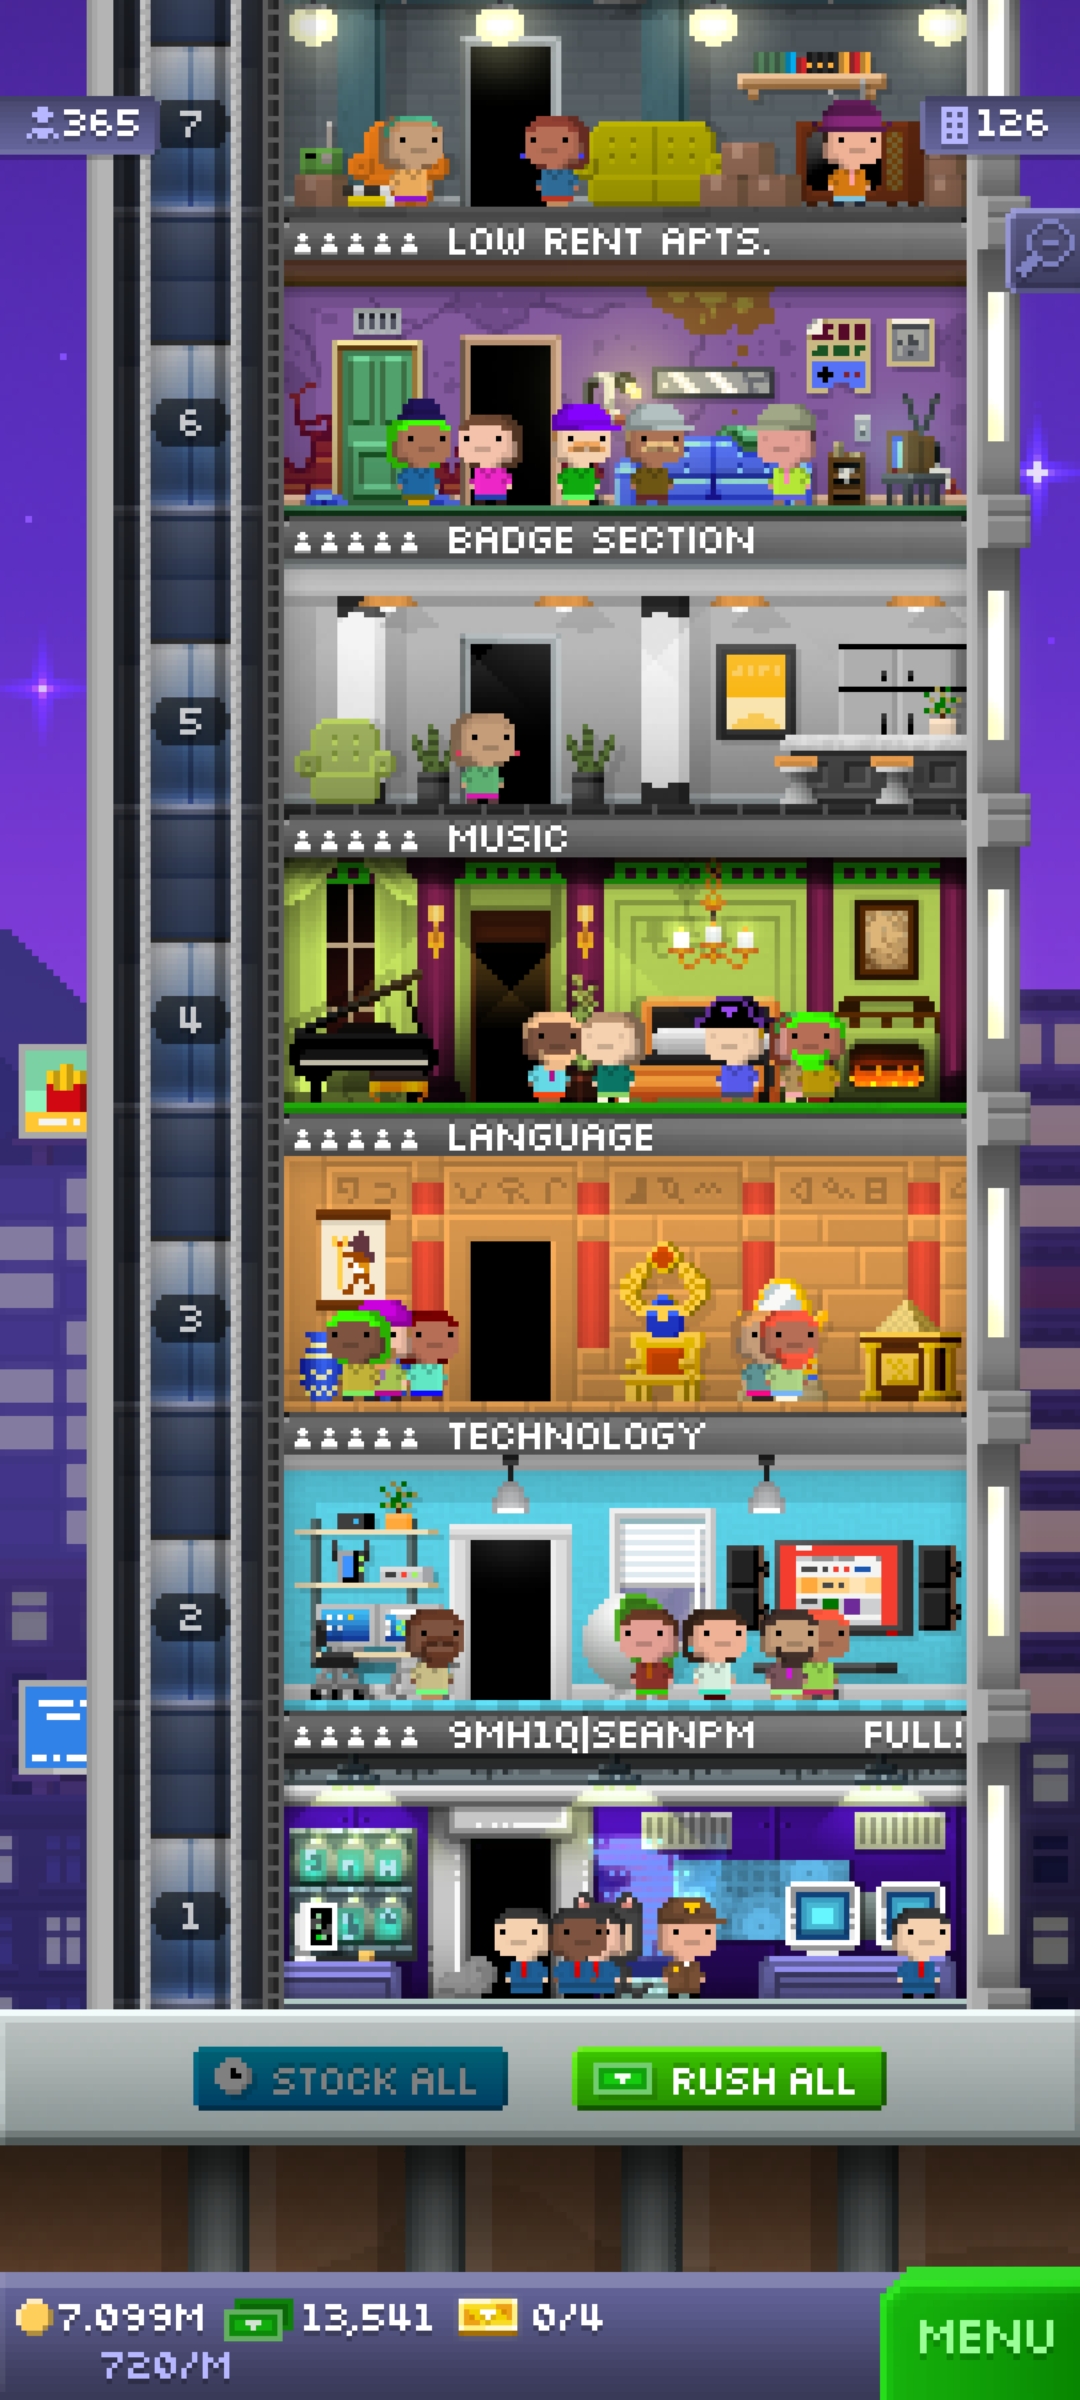 365
7
126
LOW RENT APTS.
6
BADGE SECTION
5
MUSIC
4
LANGUAGE
3
TECHNOLOGY
2
9MH1Q|SEANPM FULL!
1
STOCK ALL
RUSH ALL
7.099M 13,541 0/4
720/M
MENU